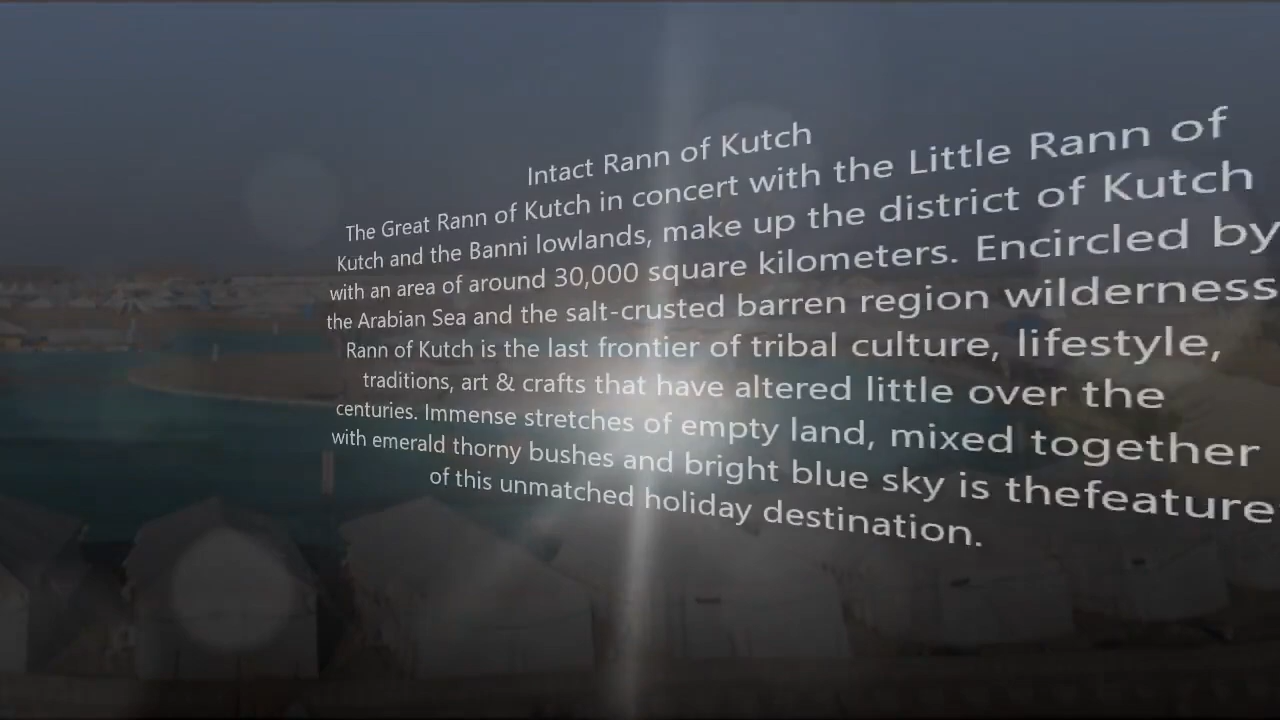 Intact Rann of Kutch
The Great Rann of Kutch in concert with the Little Rann of
Kutch and the Banni lowlands, make up the district of Kutch
with an area of around 30,000 square kilometers. Encircled by
the Arabian Sea and the salt-crusted barren region wilderness
Rann of Kutch is the last frontier of tribal culture, lifestyle,
traditions, art & crafts that have altered little over the
centuries. Immense stretches of empty land, mixed together
with emerald thorny bushes and bright blue sky is thefeature
of this unmatched holiday destination.